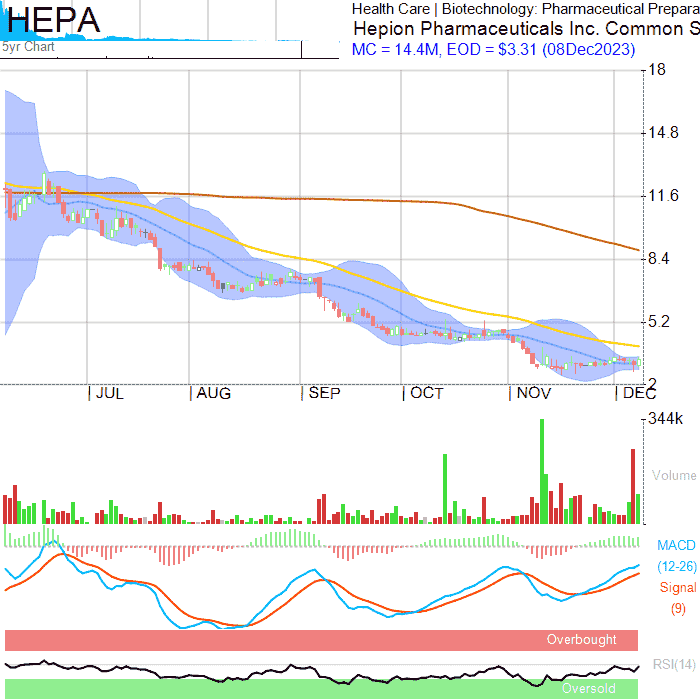 HEPA
5yr Chart
Health Care | Biotechnology: Pharmaceutical Prepara
Hepion Pharmaceuticals Inc. Common S
MC = 14.4M, EOD = $3.31 (08Dec2023)
18
14.8
11.6
8.4
5.2
2
JUL
AUG
SEP
OCT
NOV
DEC
344k
Volume
MACD
(12-26)
Signal
(9)
Overbought
RSI(14)
Oversold